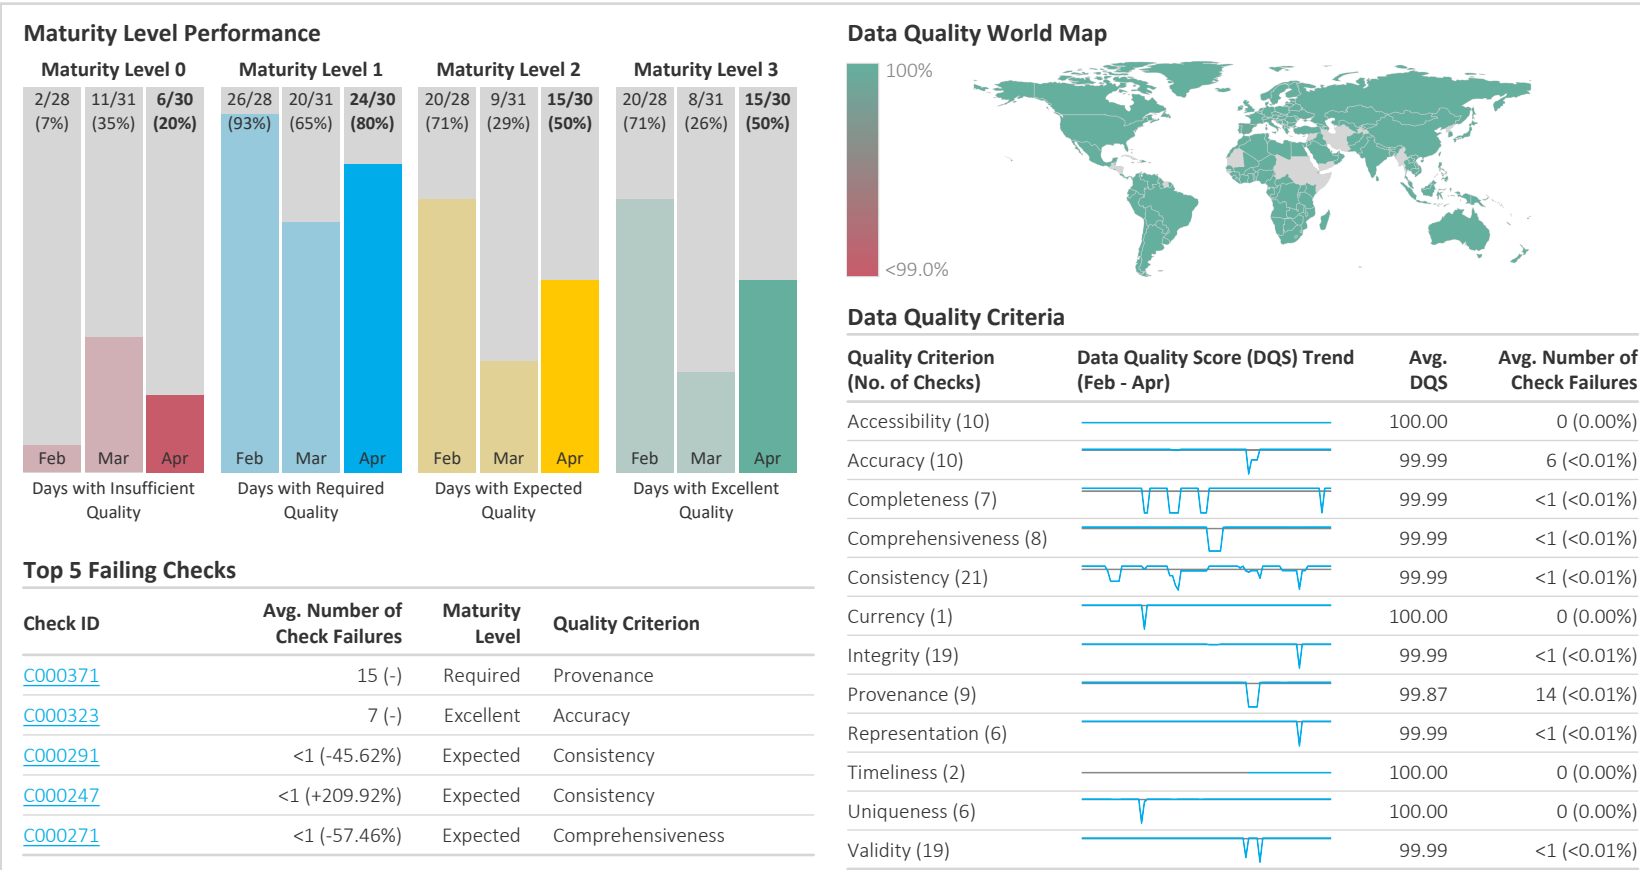 Maturity Level Performance
Maturity Level 0
2/28 11/31 6/30
(7%) (35%) (20%)
Feb Mar Apr
Days with Insufficient
Quality
Maturity Level 1
26/28 20/31 24/30
(93%) (65%) (80%)
Feb Mar Apr
Days with Required
Quality
Maturity Level 2
20/28 9/31 15/30
(71%) (29%) (50%)
Feb Mar Apr
Days with Expected
Quality
Maturity Level 3
20/28 8/31 15/30
(71%) (26%) (50%)
Feb Mar Apr
Days with Excellent
Quality
Top 5 Failing Checks
Check ID Avg. Number of Check Failures Maturity Level Quality Criterion
C000371 15 (-) Required Provenance
C000323 7 (-) Excellent Accuracy
C000291 <1 (-45.62%) Expected Consistency
C000247 <1 (+209.92%) Expected Consistency
C000271 <1 (-57.46%) Expected Comprehensiveness
Data Quality World Map
100%
<99.0%
Data Quality Criteria
Quality Criterion Data Quality Score (DQS) Trend Avg. Avg. Number of
(No. of Checks) (Feb - Apr) DQS Check Failures
Accessibility (10) 100.00 0 (0.00%)
Accuracy (10) 99.99 6 (<0.01%)
Completeness (7) 99.99 <1 (<0.01%)
Comprehensiveness (8) 99.99 <1 (<0.01%)
Consistency (21) 99.99 <1 (<0.01%)
Currency (1) 100.00 0 (0.00%)
Integrity (19) 99.99 <1 (<0.01%)
Provenance (9) 99.87 14 (<0.01%)
Representation (6) 99.99 <1 (<0.01%)
Timeliness (2) 100.00 0 (0.00%)
Uniqueness (6) 100.00 0 (0.00%)
Validity (19) 99.99 <1 (<0.01%)